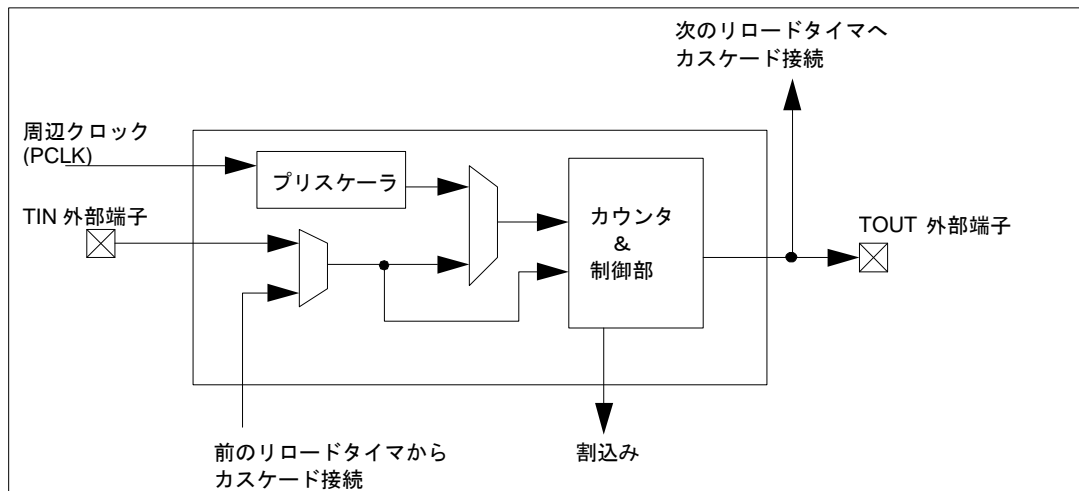 次のリロードタイマへ
カスケード接続
周辺クロック
(PCLK)
プリスケーラ
TIN 外部端子
カウンタ
&
制御部
TOUT 外部端子
前のリロードタイマから
カスケード接続
割込み